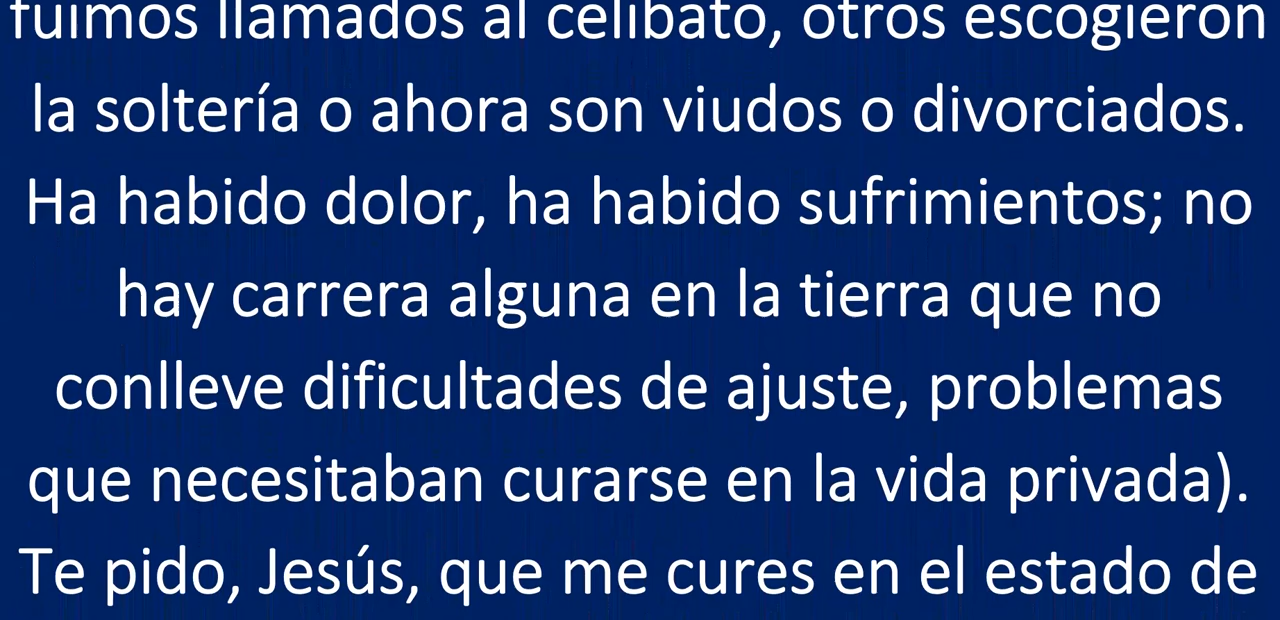 fuimos llamados al celibato, otros escogieron
la soltería o ahora son viudos o divorciados.
Ha habido dolor, ha habido sufrimientos; no
hay carrera alguna en la tierra que no
conlleve dificultades de ajuste, problemas
que necesitaban curarse en la vida privada).
Te pido, Jesús, que me cures en el estado de